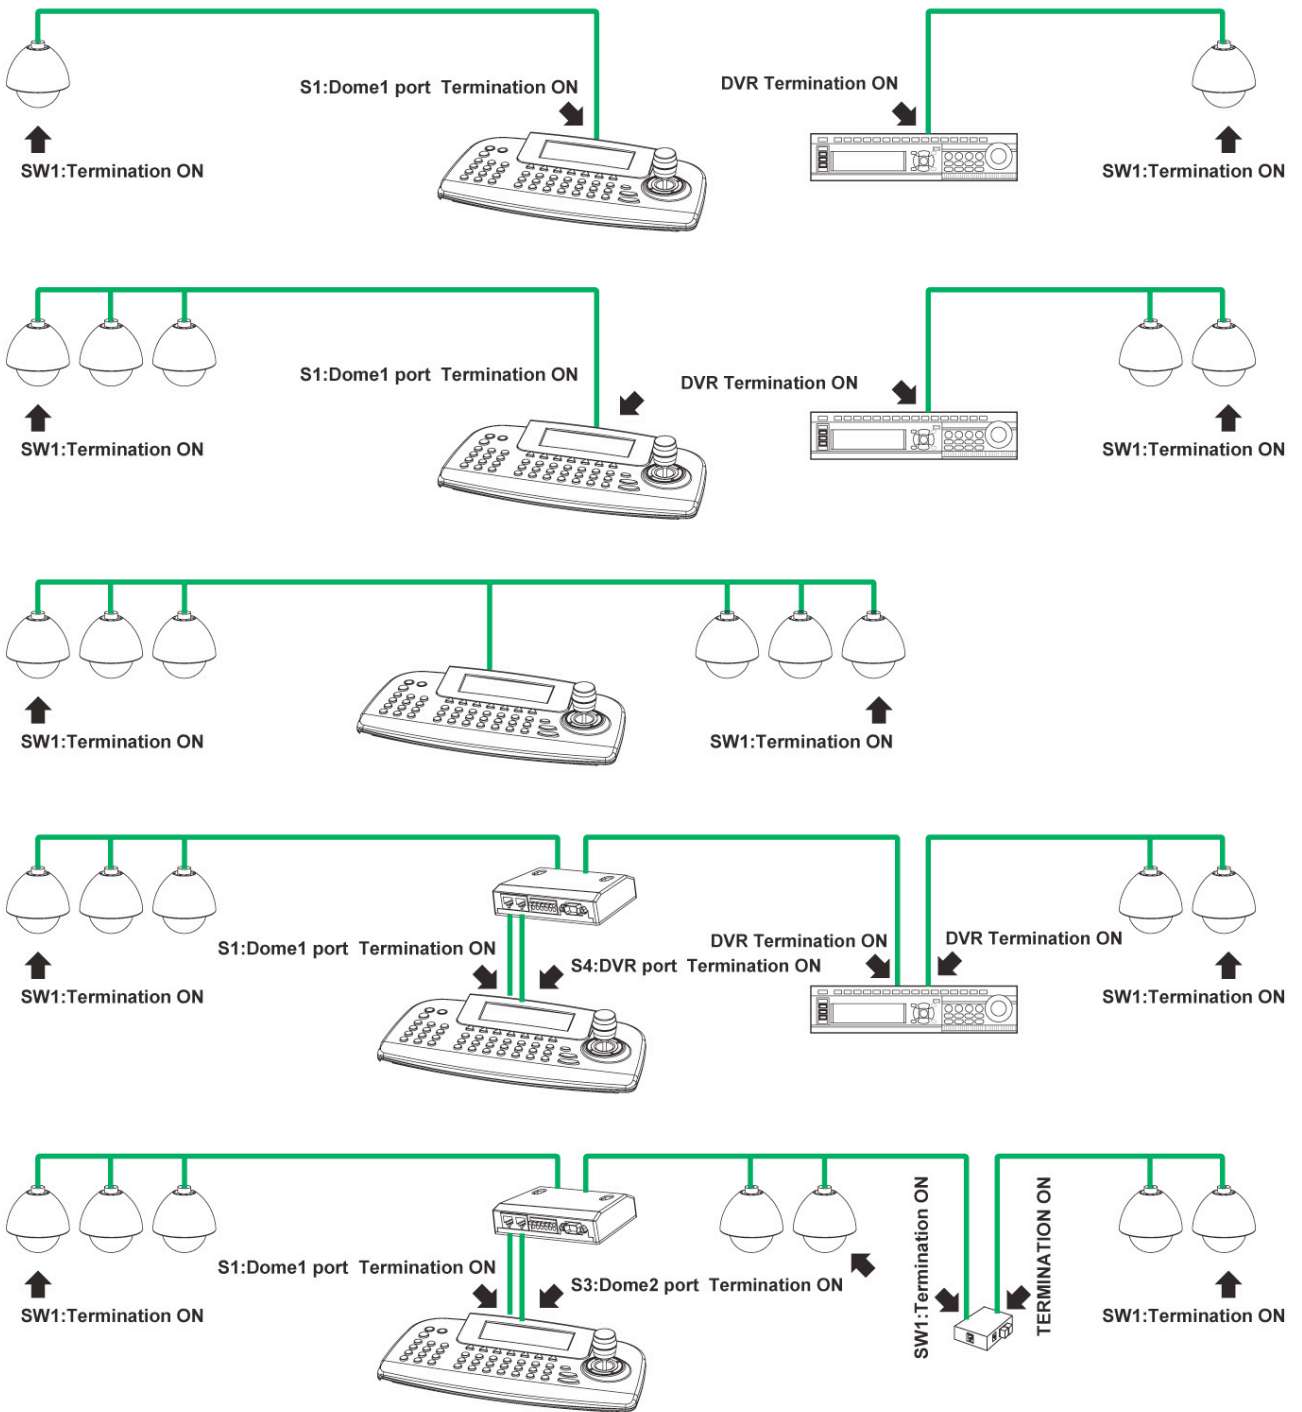 S1:Dome1 port Termination ON
DVR Termination ON
SW1:Termination ON
SW1:Termination ON
S1:Dome1 port Termination ON
DVR Termination ON
SW1:Termination ON
SW1:Termination ON
SW1:Termination ON
SW1:Termination ON
S1:Dome1 port Termination ON
DVR Termination ON
DVR Termination ON
S4:DVR port Termination ON
SW1:Termination ON
SW1:Termination ON
S1:Dome1 port Termination ON
S3:Dome2 port Termination ON
SW1:Termination ON
TERMINATION ON
SW1:Termination ON
SW1:Termination ON